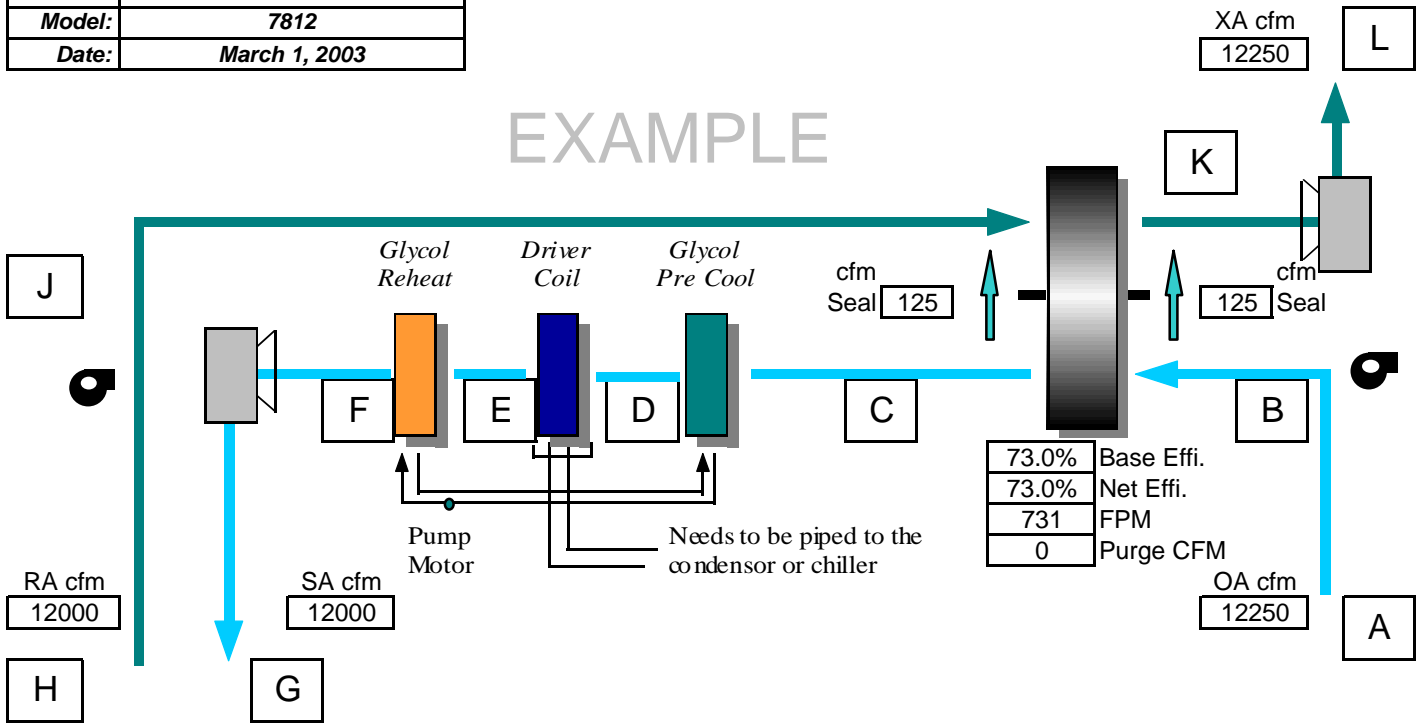 Model: 7812
Date: March 1, 2003
XA cfm
12250
L
EXAMPLE
K
J
Glycol
Reheat
Driver
Coil
Glycol
Pre Cool
cfm
Seal 125
cfm
125 Seal
F
E
D
C
B
73.0% Base Effi.
73.0% Net Effi.
731 FPM
0 Purge CFM
Pump
Motor
Needs to be piped to the
condensor or chiller
RA cfm
12000
SA cfm
12000
OA cfm
12250
A
H
G